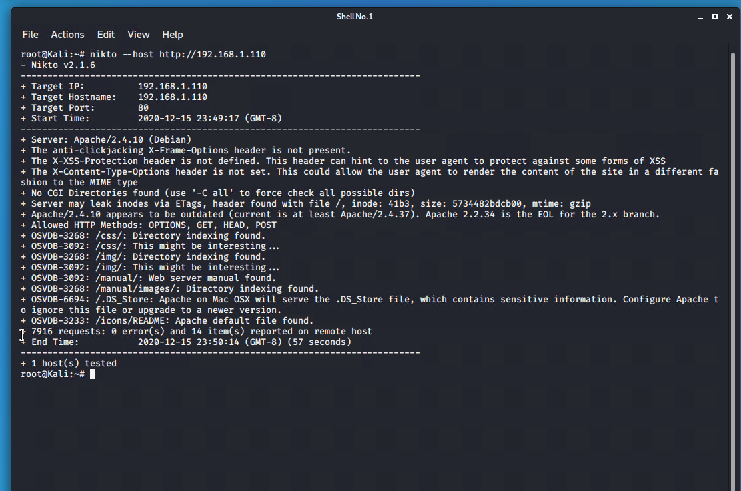 Shell No.1
File Actions Edit View Help
root@Kali:~# nikto --host http://192.168.1.110
- Nikto v2.1.6
---------------------------------------------------------------------------
+ Target IP: 192.168.1.110
+ Target Hostname: 192.168.1.110
+ Target Port: 80
+ Start Time: 2020-12-15 23:49:17 (GMT-8)
---------------------------------------------------------------------------
+ Server: Apache/2.4.10 (Debian)
+ The anti-clickjacking X-Frame-Options header is not present.
+ The X-XSS-Protection header is not defined. This header can hint to the user agent to protect against some forms of XSS
+ The X-Content-Type-Options header is not set. This could allow the user agent to render the content of the site in a different fa
shion to the MIME type
+ No CGI Directories found (use '-C all' to force check all possible dirs)
+ Server may leak inodes via ETags, header found with file /, inode: 41b3, size: 5734482bdcb00, mtime: gzip
+ Apache/2.4.10 appears to be outdated (current is at least Apache/2.4.37). Apache 2.2.34 is the EOL for the 2.x branch.
+ Allowed HTTP Methods: OPTIONS, GET, HEAD, POST
+ OSVDB-3268: /css/: Directory indexing found.
+ OSVDB-3092: /css/: This might be interesting...
+ OSVDB-3268: /img/: Directory indexing found.
+ OSVDB-3092: /img/: This might be interesting...
+ OSVDB-3092: /manual/: Web server manual found.
+ OSVDB-3268: /manual/images/: Directory indexing found.
+ OSVDB-6694: /.DS_Store: Apache on Mac OSX will serve the .DS_Store file, which contains sensitive information. Configure Apache t
o ignore this file or upgrade to a newer version.
+ OSVDB-3233: /icons/README: Apache default file found.
+ 7916 requests: 0 error(s) and 14 item(s) reported on remote host
+ End Time: 2020-12-15 23:50:14 (GMT-8) (57 seconds)
---------------------------------------------------------------------------
+ 1 host(s) tested
root@Kali:~#